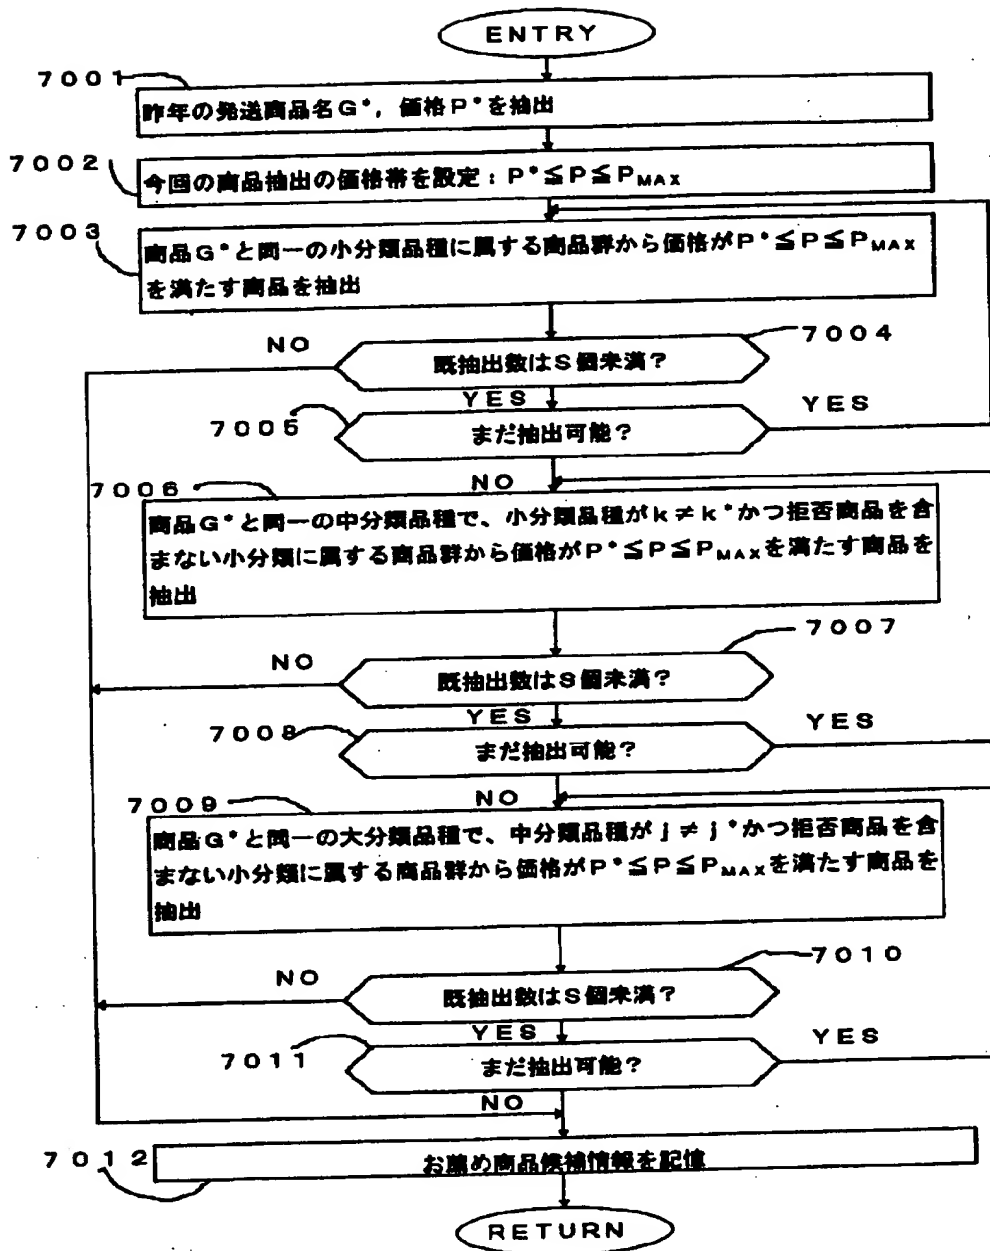 ENTRY
7001
昨年の発送商品名G*，価格P*を抽出
7002
今回の商品抽出の価格帯を設定：P*≦P≦PMAX
7003
商品G*と同一の小分類品種に属する商品群から価格がP*≦P≦PMAX
を満たす商品を抽出
7004
NO
既抽出数はS個未満？
YES
7005
YES
まだ抽出可能？
NO
7006
商品G*と同一の中分類品種で、小分類品種がk≠k*かつ拒否商品を含
まない小分類に属する商品群から価格がP*≦P≦PMAXを満たす商品を
抽出
7007
NO
既抽出数はS個未満？
YES
7008
YES
まだ抽出可能？
NO
7009
商品G*と同一の大分類品種で、中分類品種がj≠j*かつ拒否商品を含
まない小分類に属する商品群から価格がP*≦P≦PMAXを満たす商品を
抽出
7010
NO
既抽出数はS個未満？
YES
7011
YES
まだ抽出可能？
NO
7012
お薦め商品候補情報を記憶
RETURN